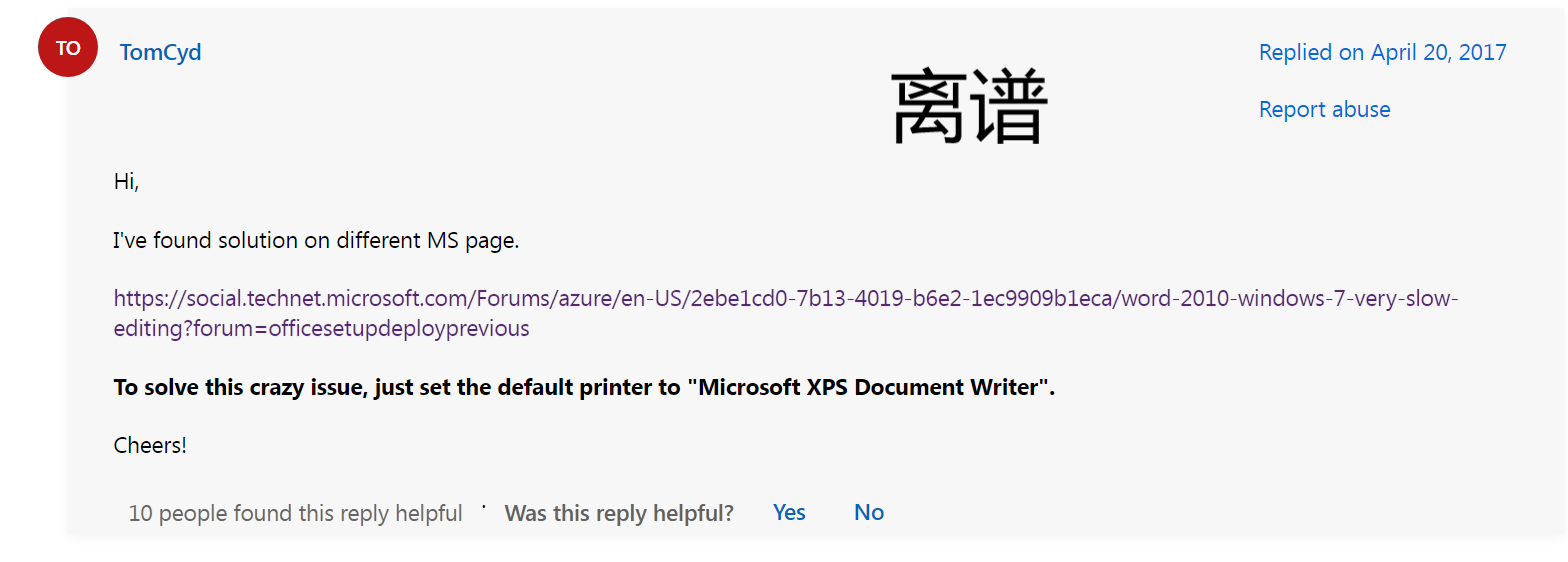 TO
TomCyd
Replied on April 20, 2017
离谱
Report abuse
Hi,
I've found solution on different MS page.
https://social.technet.microsoft.com/Forums/azure/en-US/2ebe1cd0-7b13-4019-b6e2-1ec9909b1eca/word-2010-windows-7-very-slow-
editing?forum=officesetupdeployprevious
To solve this crazy issue, just set the default printer to "Microsoft XPS Document Writer".
Cheers!
10 people found this reply helpful · Was this reply helpful? Yes No